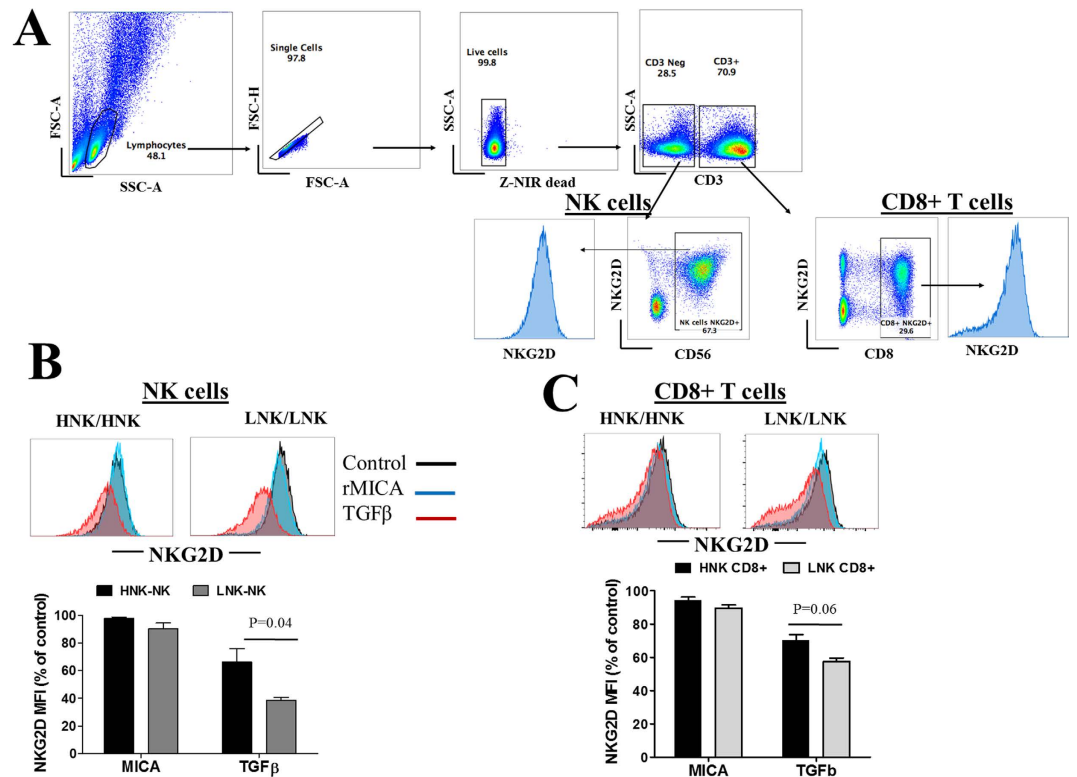 A
FSC-A
Lymphocytes
48.1
SSC-A
Single Cells
97.8
FSC-H
FSC-A
Live cells
99.8
SSC-A
Z-NIR dead
CD3 Neg
28.5
CD3+
70.9
SSC-A
CD3
NK cells
NKG2D
NKG2D
NK cells NKG2D+
67.3
CD56
CD8+ T cells
NKG2D
CD8+ NKG2D+
29.6
CD8
NKG2D
B
NK cells
HNK/HNK
LNK/LNK
Control
rMICA
TGFβ
NKG2D
HNK-NK
LNK-NK
NKG2D MFI (% of control)
100
80
60
40
20
0
P=0.04
MICA
TGFβ
C
CD8+ T cells
HNK/HNK
LNK/LNK
NKG2D
HNK CD8+
LNK CD8+
NKG2D MFI (% of control)
100
80
60
40
20
0
P=0.06
MICA
TGFb